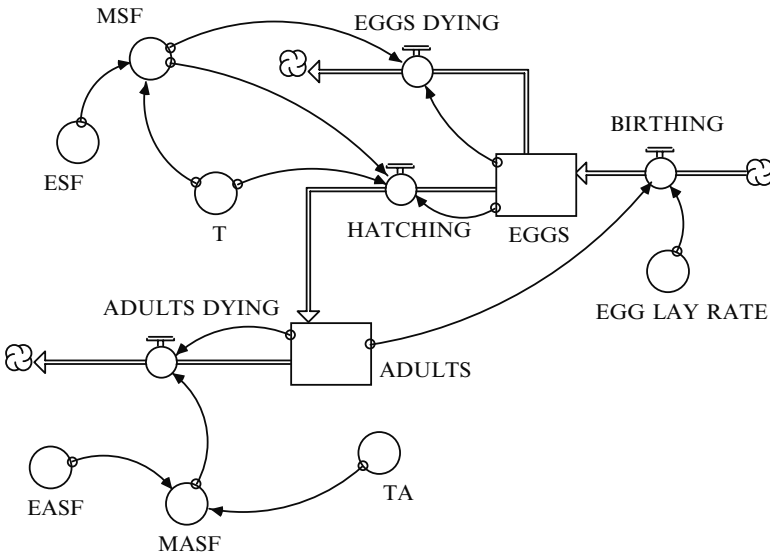 MSF
EGGS DYING
BIRTHING
ESF
T
HATCHING
EGGS
EGG LAY RATE
ADULTS DYING
ADULTS
EASF
TA
MASF